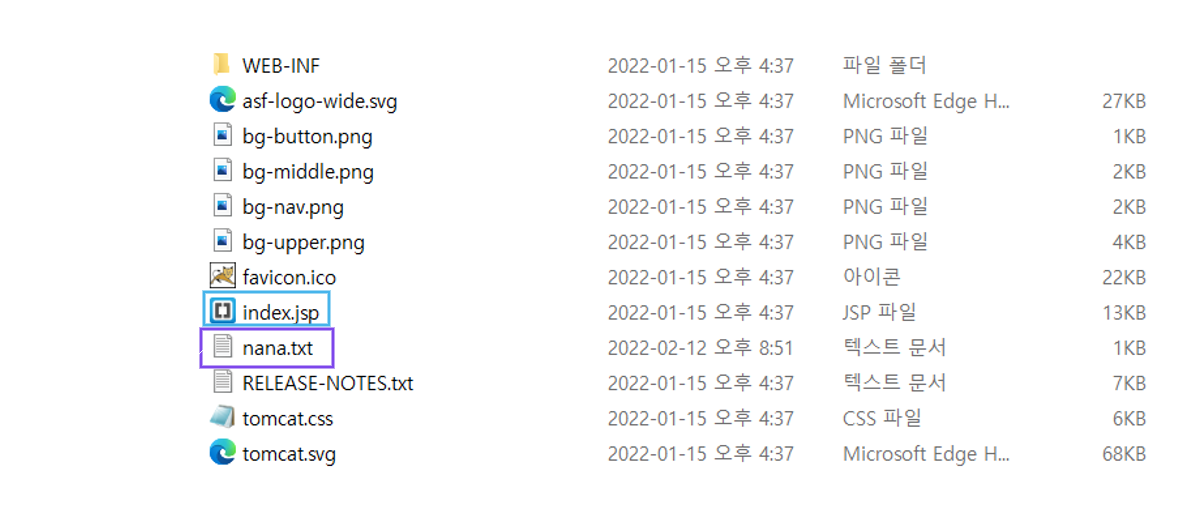 WEB-INF 2022-01-15 오후 4:37 파일 폴더
asf-logo-wide.svg 2022-01-15 오후 4:37 Microsoft Edge H... 27KB
bg-button.png 2022-01-15 오후 4:37 PNG 파일 1KB
bg-middle.png 2022-01-15 오후 4:37 PNG 파일 2KB
bg-nav.png 2022-01-15 오후 4:37 PNG 파일 2KB
bg-upper.png 2022-01-15 오후 4:37 PNG 파일 4KB
favicon.ico 2022-01-15 오후 4:37 아이콘 22KB
index.jsp 2022-01-15 오후 4:37 JSP 파일 13KB
nana.txt 2022-02-12 오후 8:51 텍스트 문서 1KB
RELEASE-NOTES.txt 2022-01-15 오후 4:37 텍스트 문서 7KB
tomcat.css 2022-01-15 오후 4:37 CSS 파일 6KB
tomcat.svg 2022-01-15 오후 4:37 Microsoft Edge H... 68KB